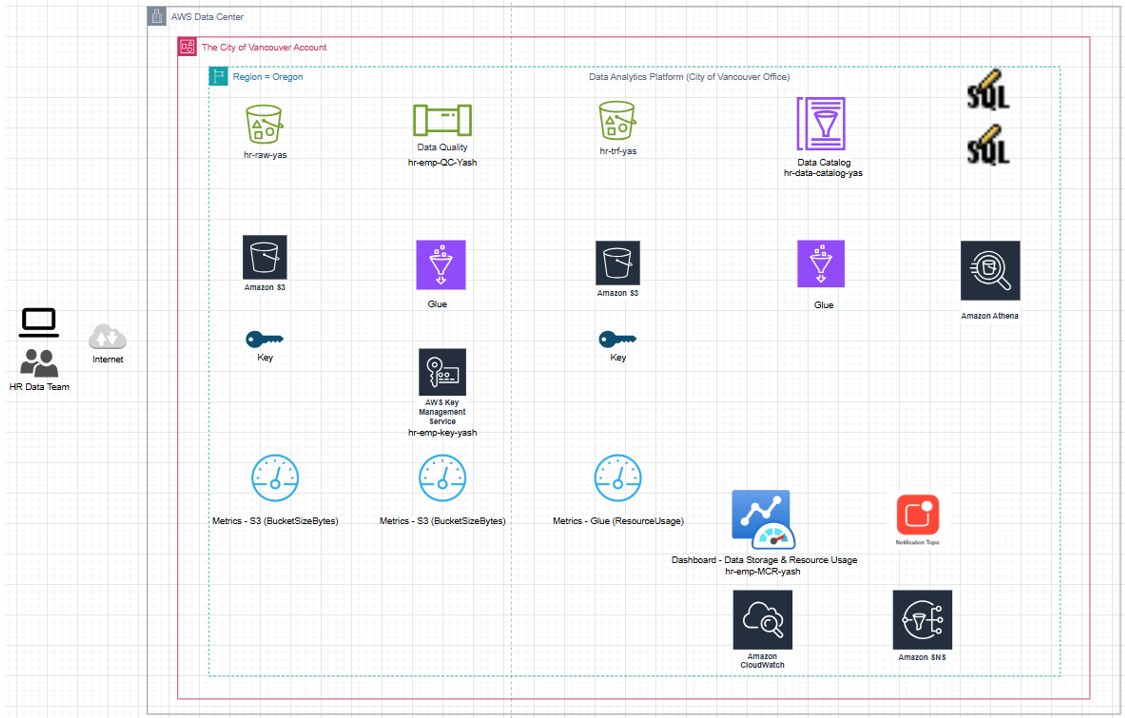 AWS Data Center
The City of Vancouver Account
Region = Oregon
Data Analytics Platform (City of Vancouver Office)
SQL
SQL
hr-raw-yas
Data Quality
hr-emp-QC-Yash
hr-trf-yas
Data Catalog
hr-data-catalog-yas
Amazon S3
Glue
Amazon S3
Glue
Amazon Athena
HR Data Team
Internet
Key
Key
AWS Key
Management
Service
hr-emp-key-yash
Metrics - S3 (BucketSizeBytes)
Metrics - S3 (BucketSizeBytes)
Metrics - Glue (ResourceUsage)
Dashboard - Data Storage & Resource Usage
hr-emp-MCR-yash
Notification Topic
Amazon
CloudWatch
Amazon SNS